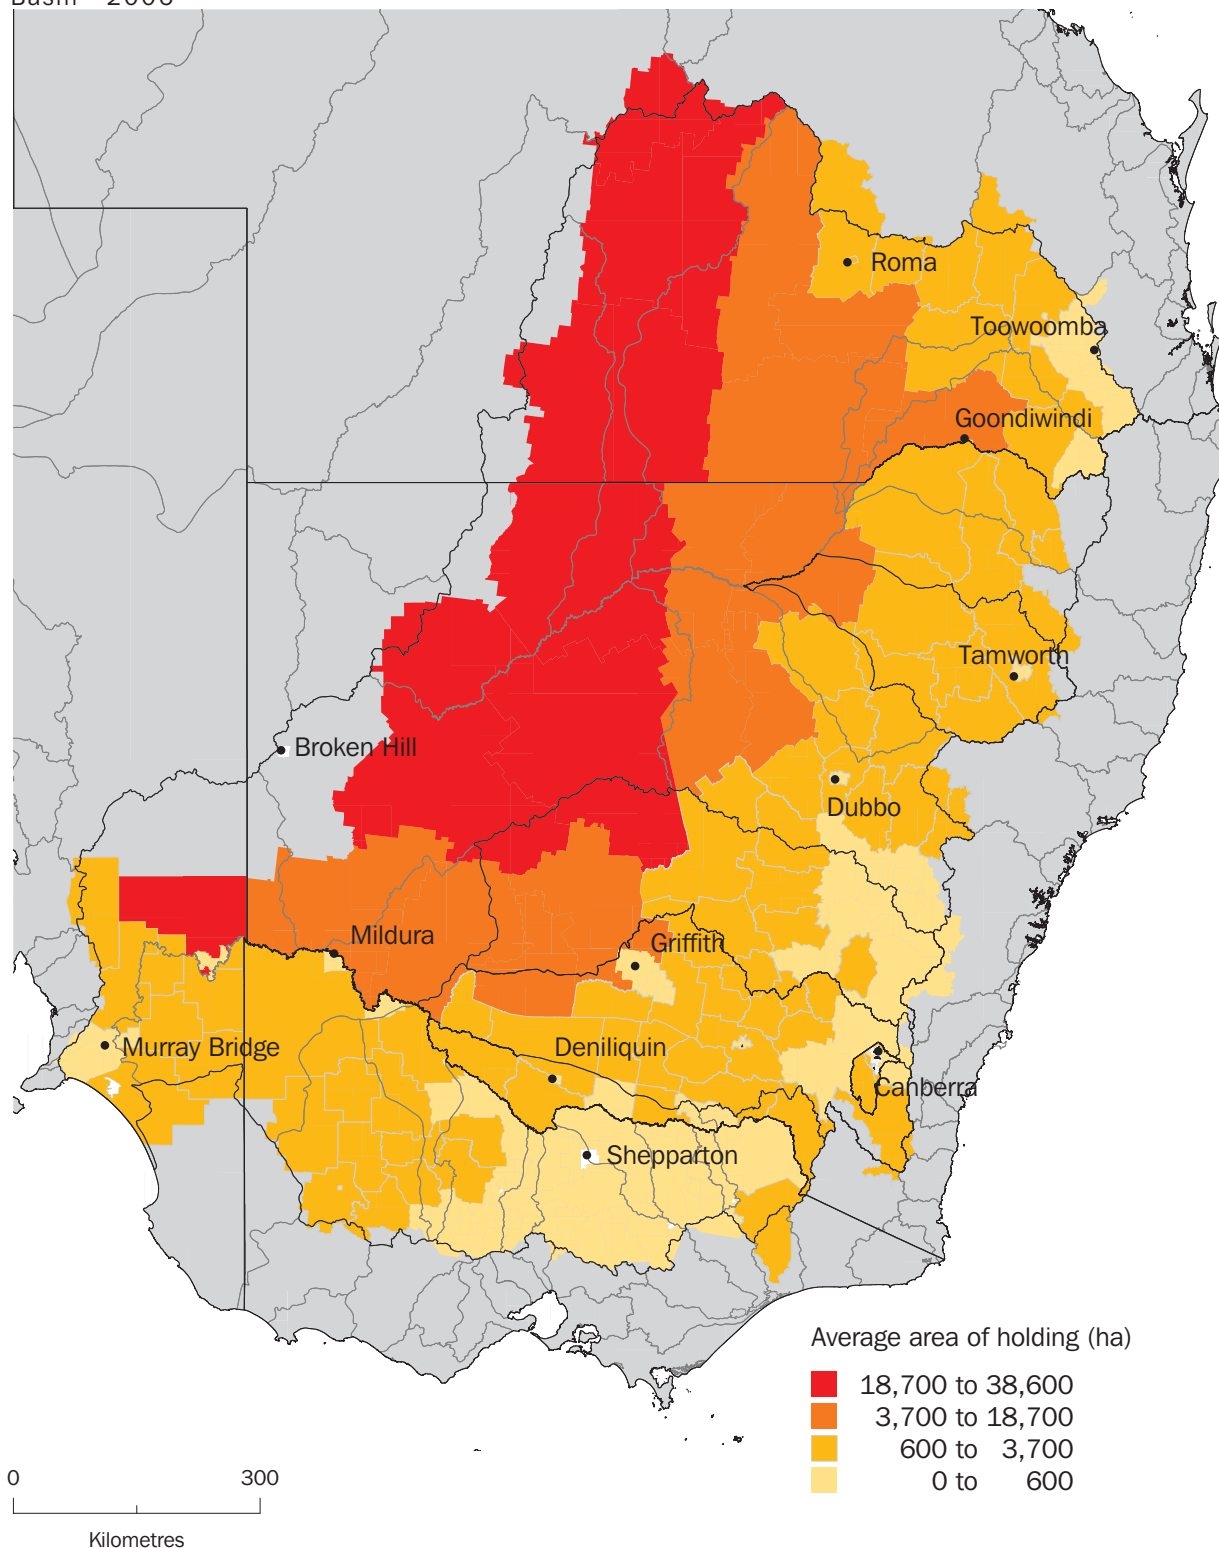 Basin - 2006
Roma
Toowoomba
Goondiwindi
Tamworth
Broken Hill
Dubbo
Mildura
Griffith
Murray Bridge
Deniliquin
Canberra
Shepparton
Average area of holding (ha)
18,700 to 38,600
3,700 to 18,700
600 to 3,700
0 to 600
0 300
Kilometres